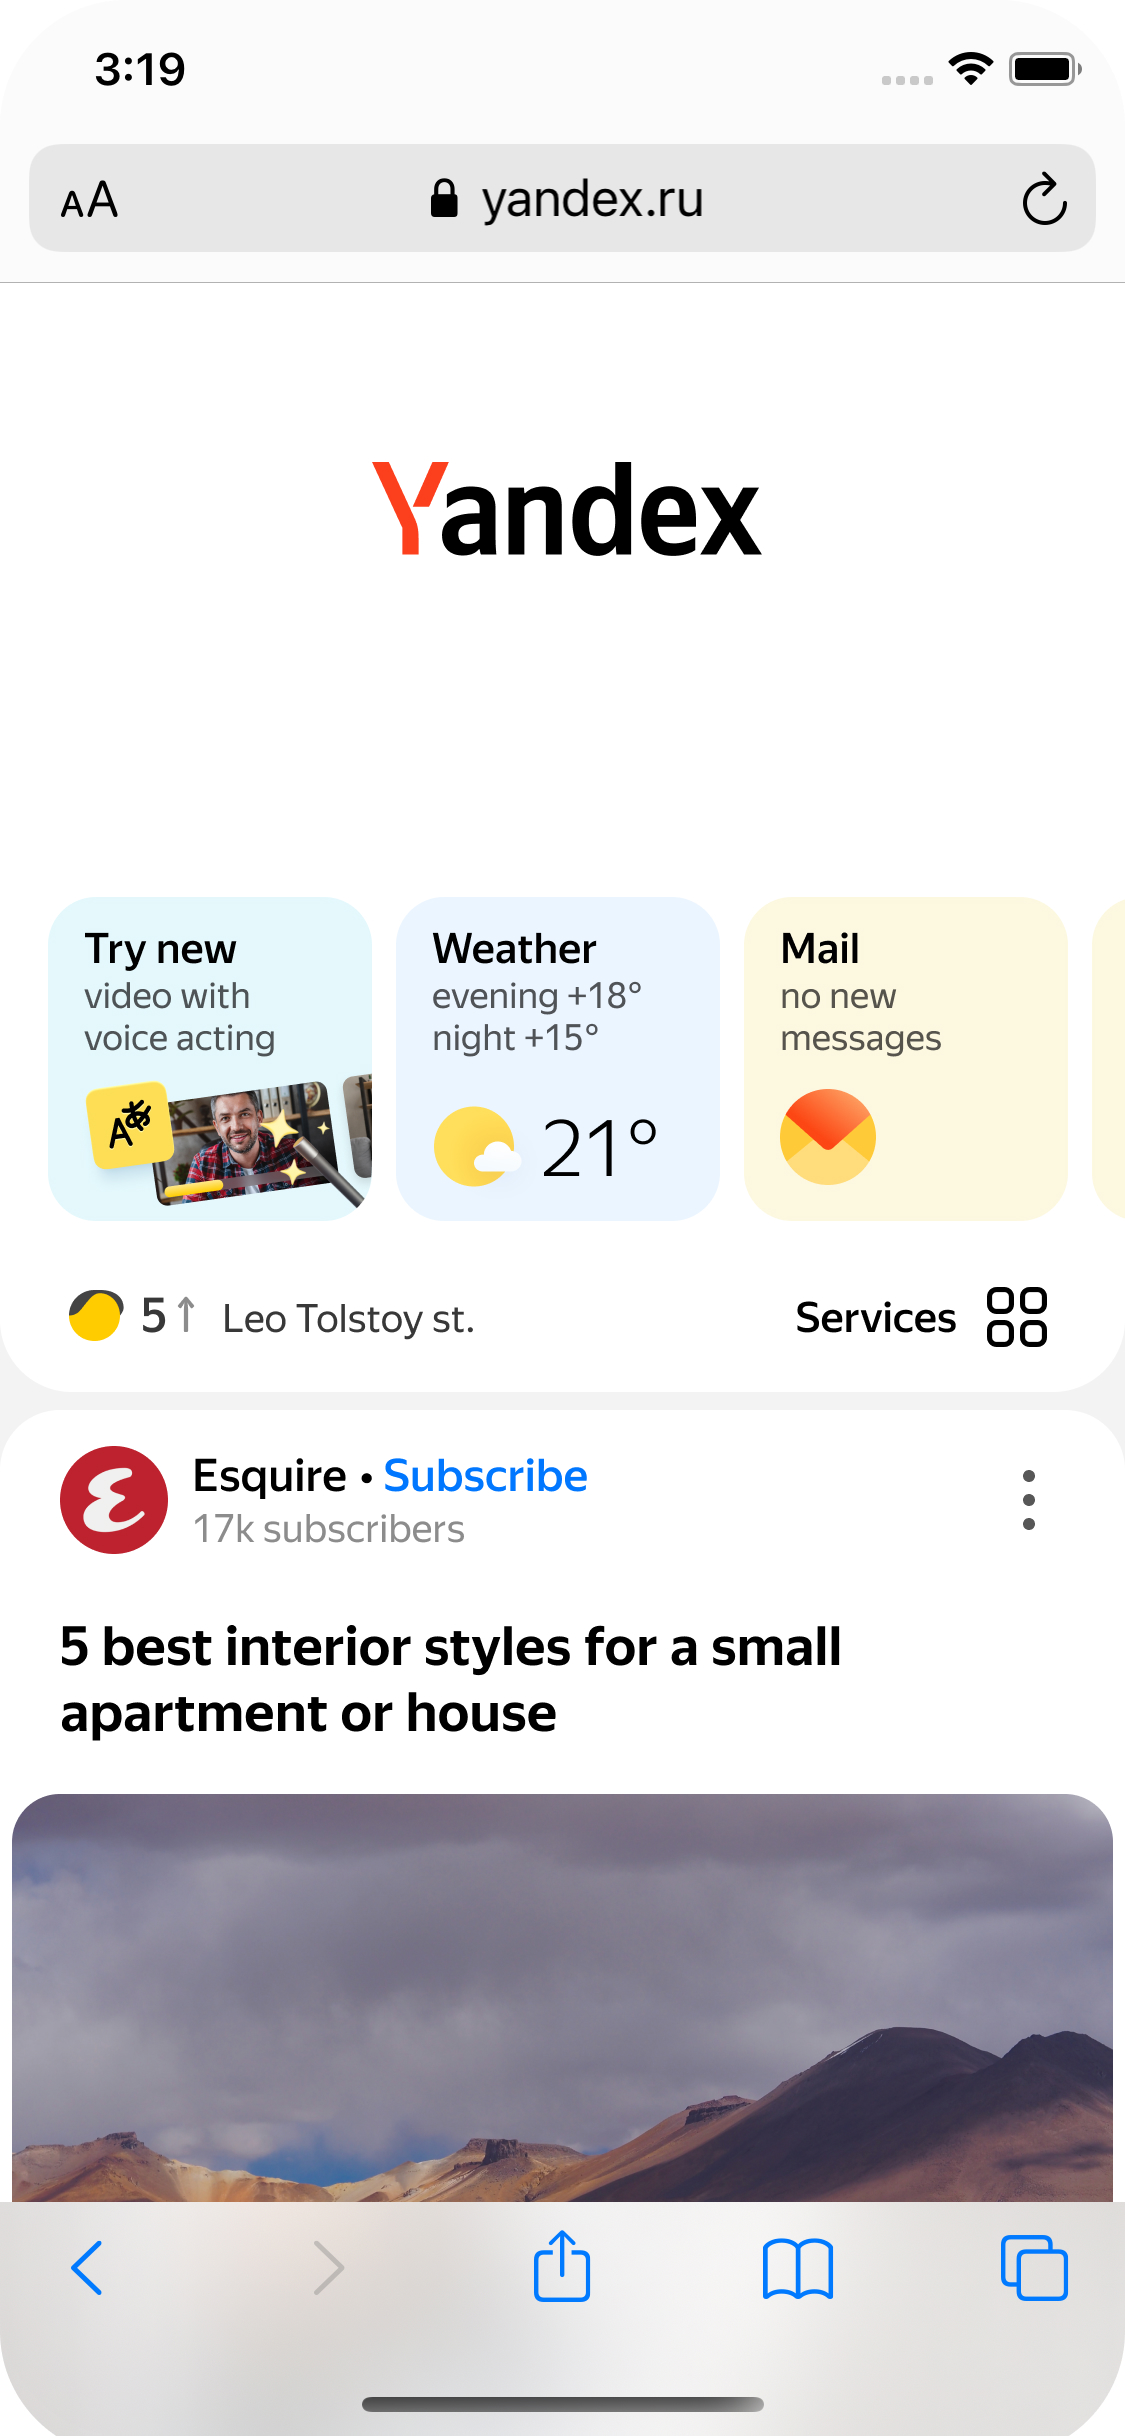 3:19
AA
yandex.ru
Yandex
Try new
video with
voice acting
Weather
evening +18°
night +15°
21°
Mail
no new
messages
5↑ Leo Tolstoy st.
Services
Esquire • Subscribe
17k subscribers
5 best interior styles for a small
apartment or house